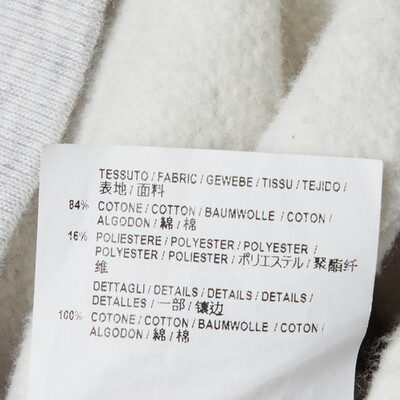 TESSUTO / FABRIC / GEWEBE / TISSU / TEJIDO /
表地 / 面料
84% COTONE / COTTON / BAUMWOLLE / COTON /
ALGODON / 綿 / 棉
16% POLIESTERE / POLYESTER / POLYESTER /
POLYESTER / POLIESTER / ポリエステル / 聚酯纤
维
DETTAGLI / DETAILS / DETAILS / DETAILS /
DETALLES / 一部 / 镶边
100% COTONE / COTTON / BAUMWOLLE / COTON /
ALGODON / 綿 / 棉